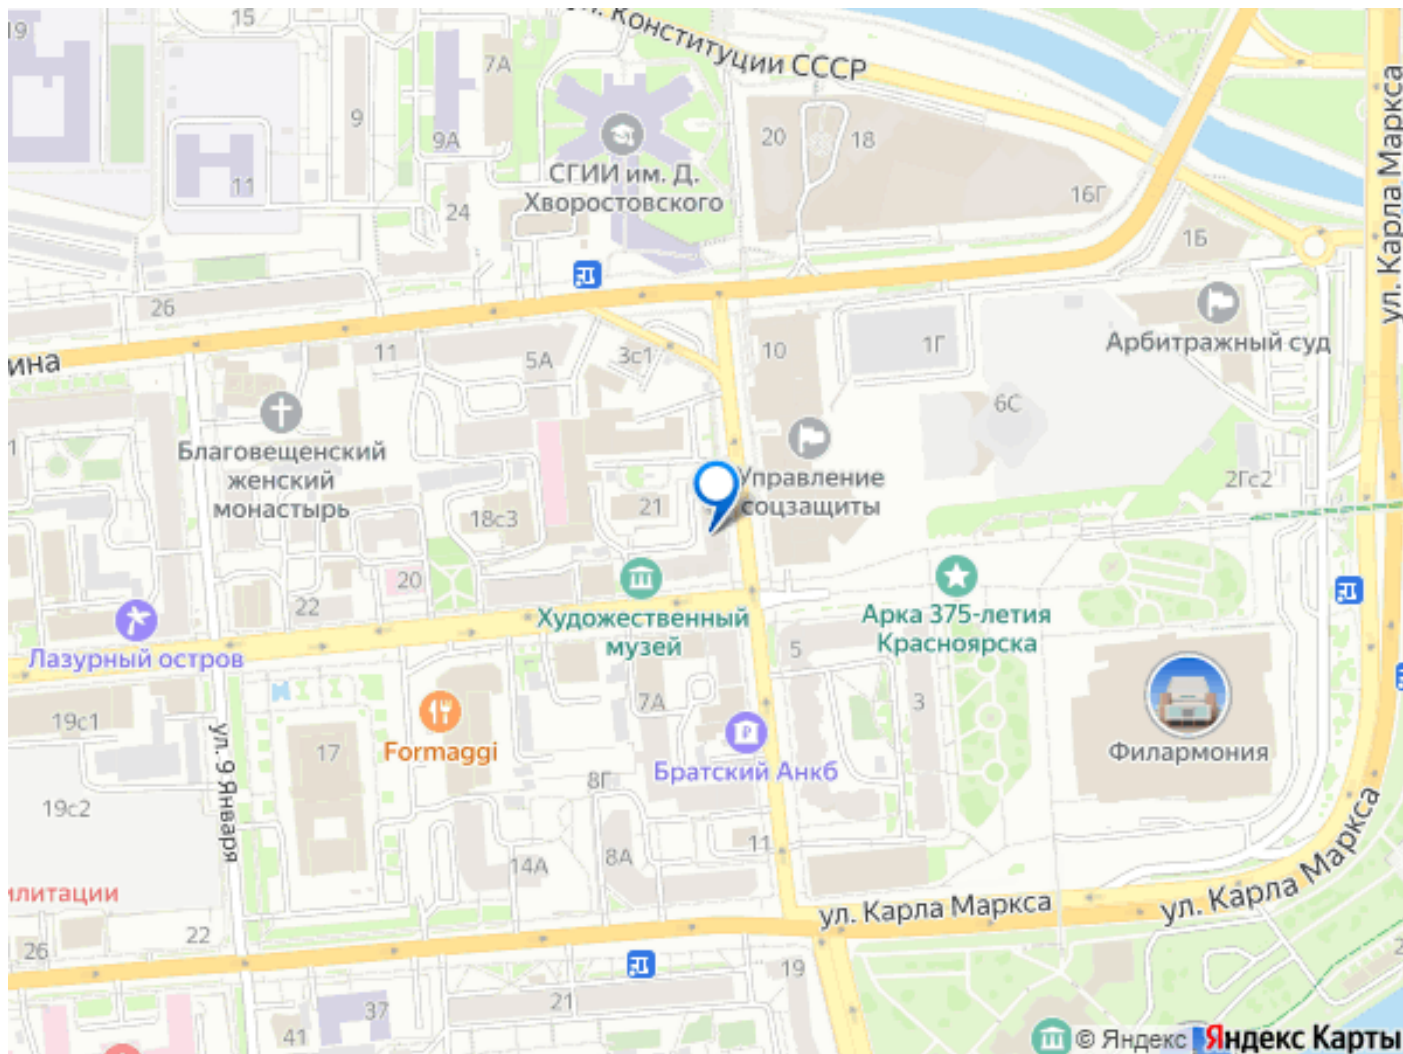 15
19
7А
ул. Конституции СССР
9
9А
20
18
СГИИ им. Д.
Хворостовского
11
24
16Г
1Б
ул. Карла Маркса
26
ина
11
5А
3с1
10
1Г
Арбитражный суд
6С
Благовещенский
женский
монастырь
18с3
21
Управление
соцзащиты
2Гс2
20
22
Художественный
музей
Арка 375-летия
Красноярска
Лазурный остров
5
7А
3
19с1
ул. 9 Января
17
Formaggi
Братский Анкб
Филармония
8Г
19с2
11
14А
8А
илитации
ул. Карла Маркса
ул. Карла Маркса
26
22
19
21
37
41
2
© Яндекс Яндекс Карты